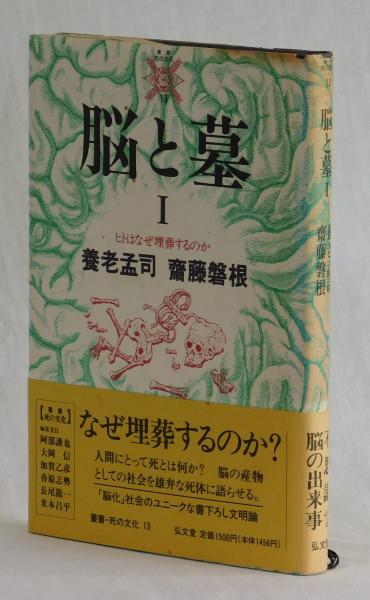 叢書
死の文化
13
脳と墓
I
ヒトはなぜ埋葬するのか
養老孟司 齋藤磐根
叢書
死の文化
編集委員
阿部謹也
大岡 信
加賀乙彦
香原志勢
長尾龍一
米本昌平
なぜ埋葬するのか?
人間にとって死とは何か? 脳の産物
としての社会を雄弁な死体に語らせる。
「脳化」社会のユニークな書下ろし文明論
叢書・死の文化 13
弘文堂 定価1500円(本体1456円)
脳と墓 I
養老孟司
齋藤磐根
脳の出来事
弘文堂